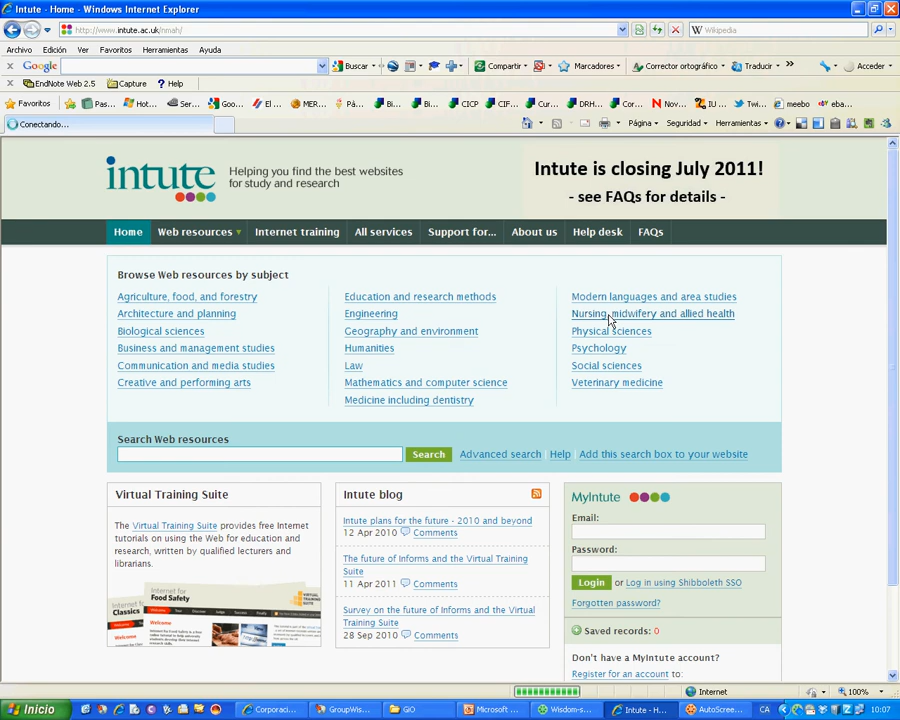 Intute - Home - Windows Internet Explorer
http://www.intute.ac.uk/nmah/
Wikipedia
Archivo Edición Ver Favoritos Herramientas Ayuda
Google Buscar Compartir Marcadores Corrector ortográfico Traducir Acceder
EndNote Web 2.5 Capture Help
Favoritos Pas... Hot... Ser... Goo... El ... MER... Pá... Bi... Bi... CICP CIF... Cur... DRH... Cor... Nov... IU ... Twi... meebo eba...
Conectando...
Página Seguridad Herramientas
intute
Helping you find the best websites
for study and research
Intute is closing July 2011!
- see FAQs for details -
Home Web resources Internet training All services Support for... About us Help desk FAQs
Browse Web resources by subject
Agriculture, food, and forestry
Architecture and planning
Biological sciences
Business and management studies
Communication and media studies
Creative and performing arts
Education and research methods
Engineering
Geography and environment
Humanities
Law
Mathematics and computer science
Medicine including dentistry
Modern languages and area studies
Nursing, midwifery and allied health
Physical sciences
Psychology
Social sciences
Veterinary medicine
Search Web resources
Search Advanced search Help Add this search box to your website
Virtual Training Suite
The Virtual Training Suite provides free Internet
tutorials on using the Web for education and
research, written by qualified lecturers and
librarians.
Internet for
Classics
Welcome
Internet for
Food Safety
Welcome
VIRTUAL
TRAINING
SUITE
Intute blog
Intute plans for the future - 2010 and beyond
12 Apr 2010 Comments
The future of Informs and the Virtual Training
Suite
11 Apr 2011 Comments
Survey on the future of Informs and the Virtual
Training Suite
28 Sep 2010 Comments
MyIntute
Email:
Password:
Login or Log in using Shibboleth SSO
Forgotten password?
Saved records: 0
Don't have a MyIntute account?
Register for an account to:
Internet 100%
Inicio Corporaci... GroupWis... GO Microsoft ... Wisdom-s... Intute - H... AutoScree... CA 10:07